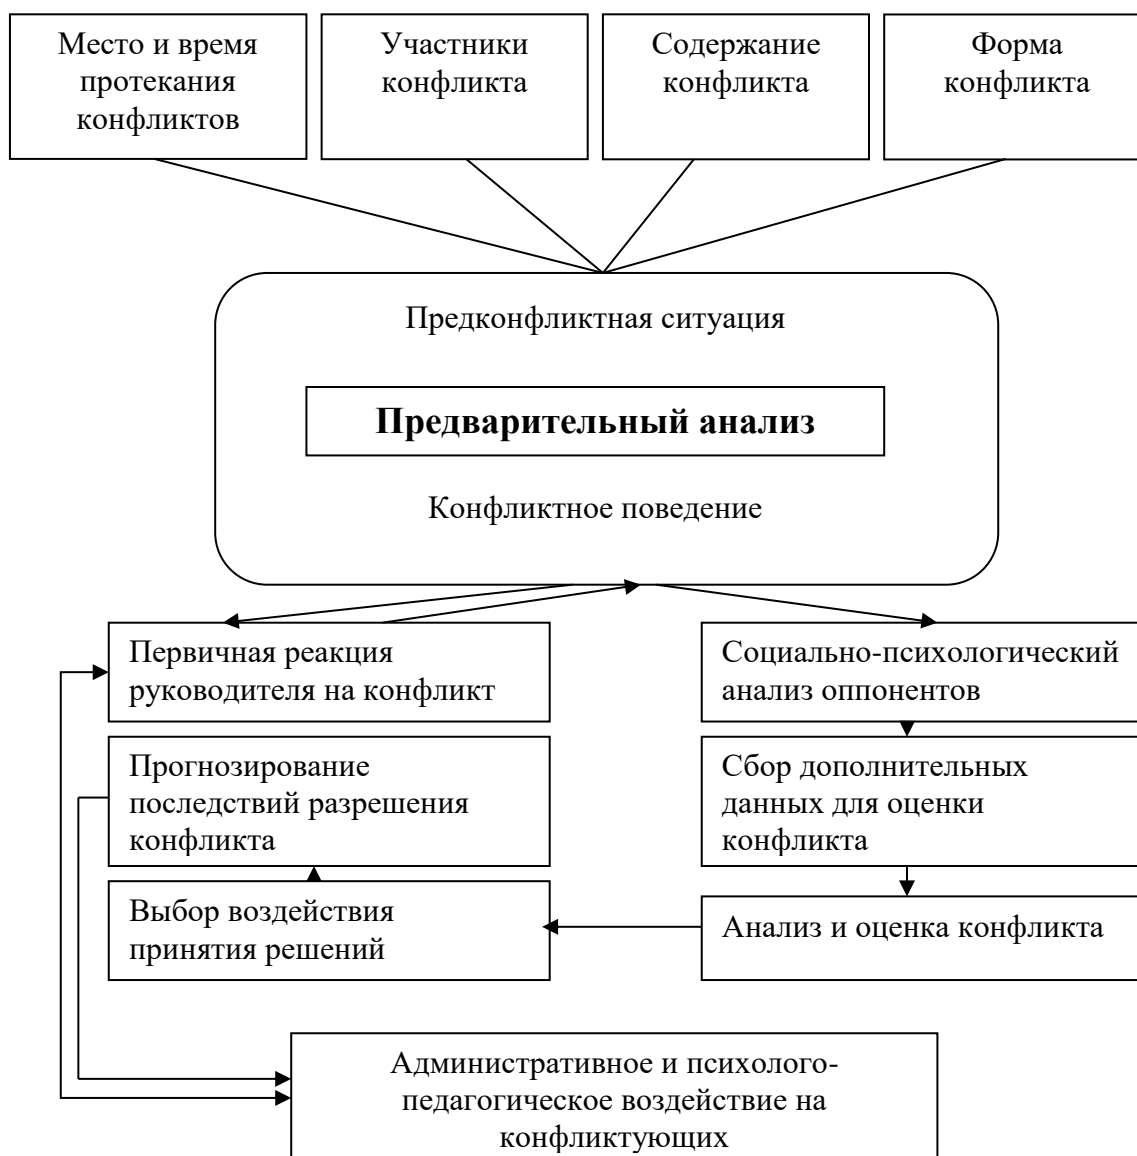 Место и время
протекания
конфликтов
Участники
конфликта
Содержание
конфликта
Форма
конфликта
Предконфликтная ситуация
Предварительный анализ
Конфликтное поведение
Первичная реакция
руководителя на конфликт
Социально-психологический
анализ оппонентов
Прогнозирование
последствий разрешения
конфликта
Сбор дополнительных
данных для оценки
конфликта
Выбор воздействия
принятия решений
Анализ и оценка конфликта
Административное и психолого-
педагогическое воздействие на
конфликтующих